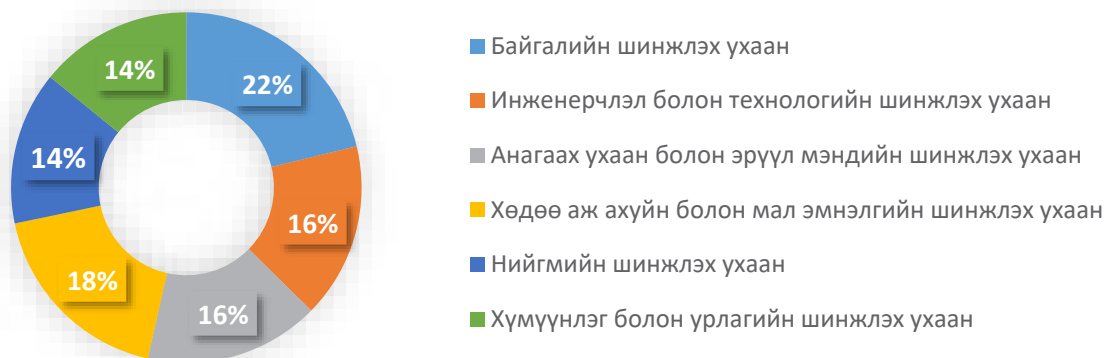 14%
22%
14%
16%
18%
16%
Байгалийн шинжлэх ухаан
Инженерчлэл болон технологийн шинжлэх ухаан
Анагаах ухаан болон эрүүл мэндийн шинжлэх ухаан
Хөдөө аж ахуйн болон мал эмнэлгийн шинжлэх ухаан
Нийгмийн шинжлэх ухаан
Хүмүүнлэг болон урлагийн шинжлэх ухаан